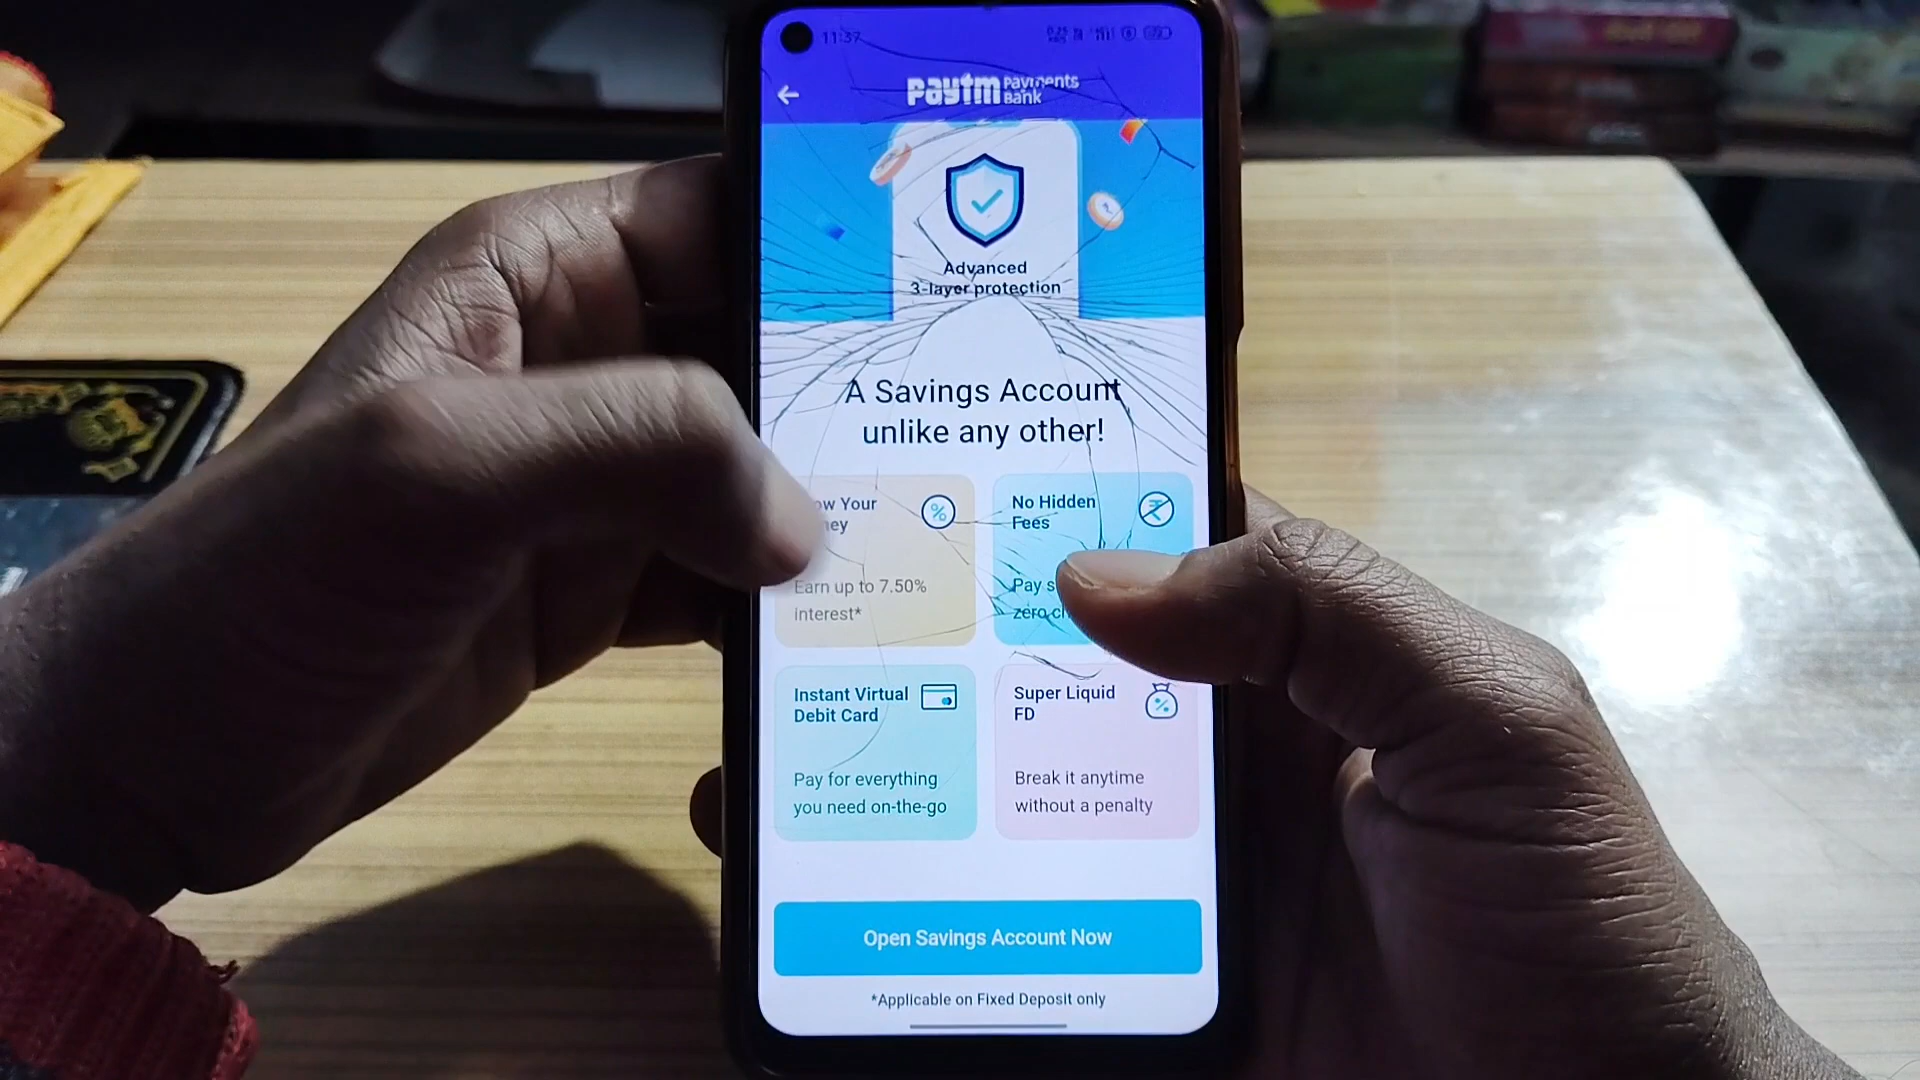 11:37
paytm Payments Bank
Advanced
3-layer protection
A Savings Account
unlike any other!
Your
Earn up to 7.50%
interest*
No Hidden
Fees
Pay
Instant Virtual
Debit Card
Pay for everything
you need on-the-go
Super Liquid
FD
Break it anytime
without a penalty
Open Savings Account Now
*Applicable on Fixed Deposit only